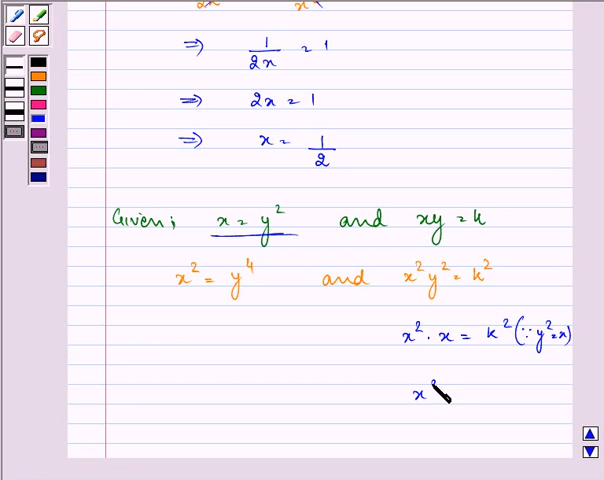 2x x
⇒ 1/2x = 1
⇒ 2x = 1
⇒ x = 1/2
Given; x = y² and xy = k
x² = y⁴ and x²y² = k²
x² · x = k² (∵ y² = x)
x